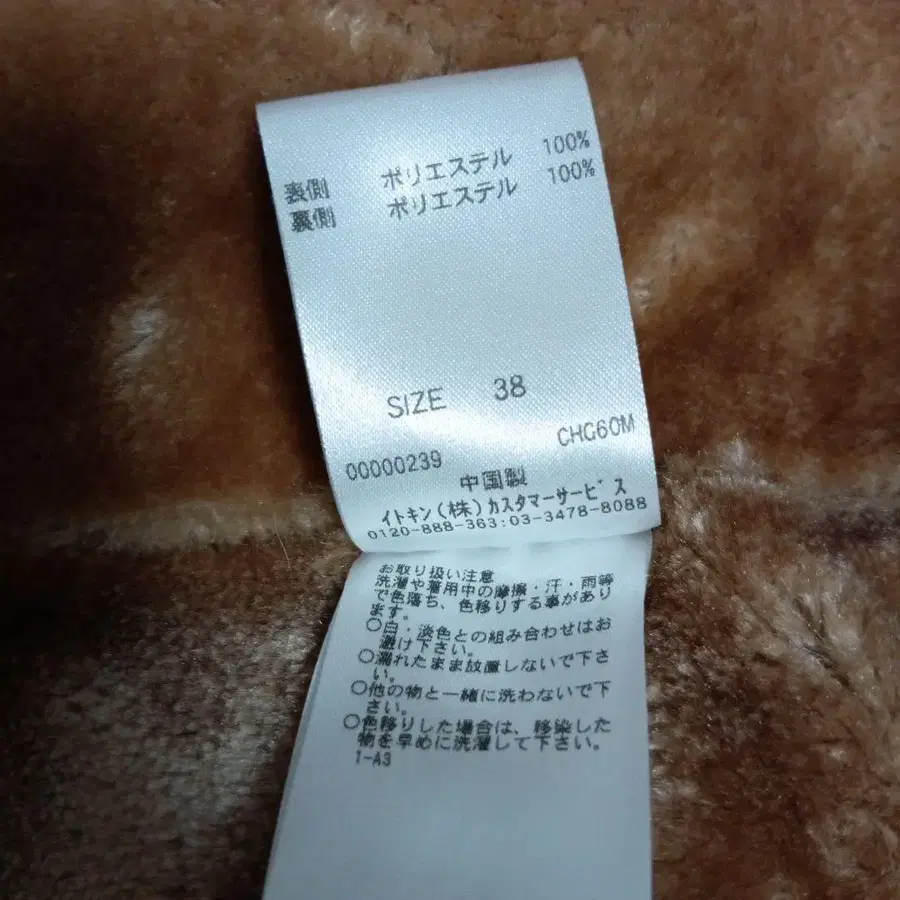 表側 ポリエステル 100%
裏側 ポリエステル 100%
SIZE 38
CHG60M
00000239
中国製
イトキン(株)カスタマーサービス
0120-888-363:03-3478-8088
お取り扱い注意
洗濯や着用中の摩擦・汗・雨等
で色落ち、色移りする事があり
ます。
○白・淡色との組み合わせはお
避け下さい。
○濡れたまま放置しないで下さ
い。
○他の物と一緒に洗わないで下
さい。
○色移りした場合は、移染した
物を早めに洗濯して下さい。
1-A3